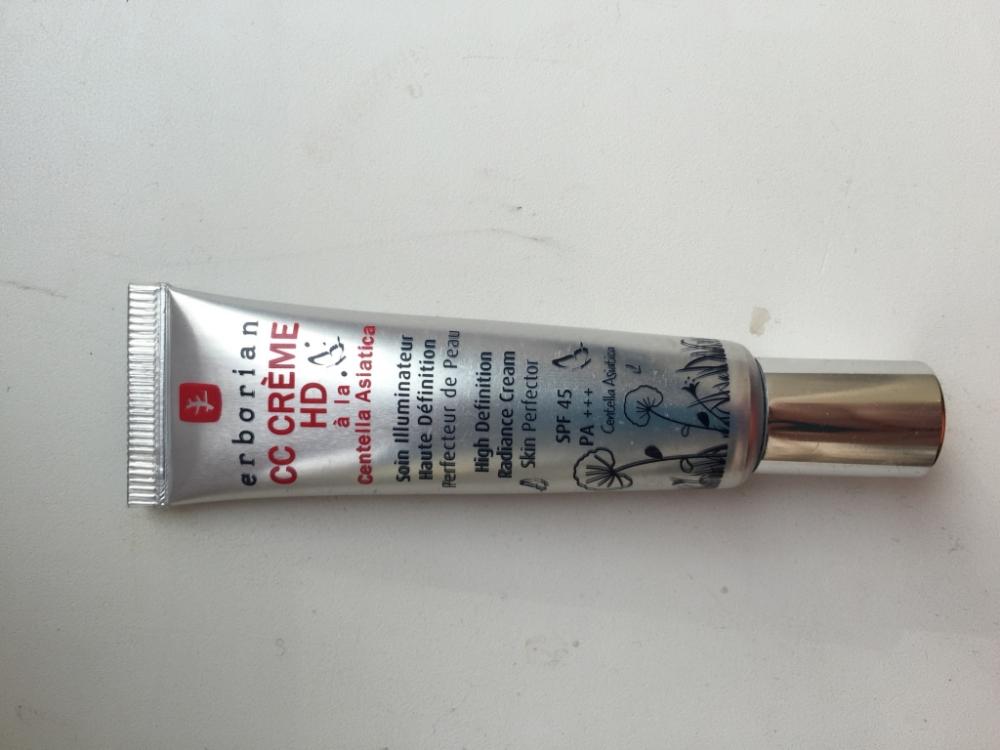 erborian
CC CRÈME
HD
à la
Centella Asiatica
Soin Illuminateur
Haute Définition
Perfecteur de Peau
High Definition
Radiance Cream
Skin Perfector
SPF 45
PA +++
Centella Asiatica